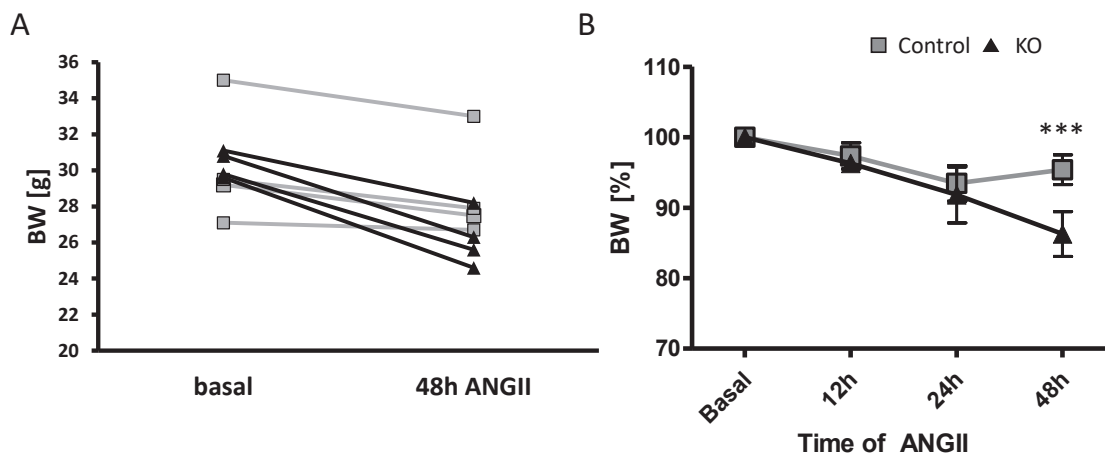 A
BW [g]
36
34
32
30
28
26
24
22
20
basal 48h ANGII
B
Control KO
BW [%]
110
100
90
80
70
***
Basal 12h 24h 48h
Time of ANGII